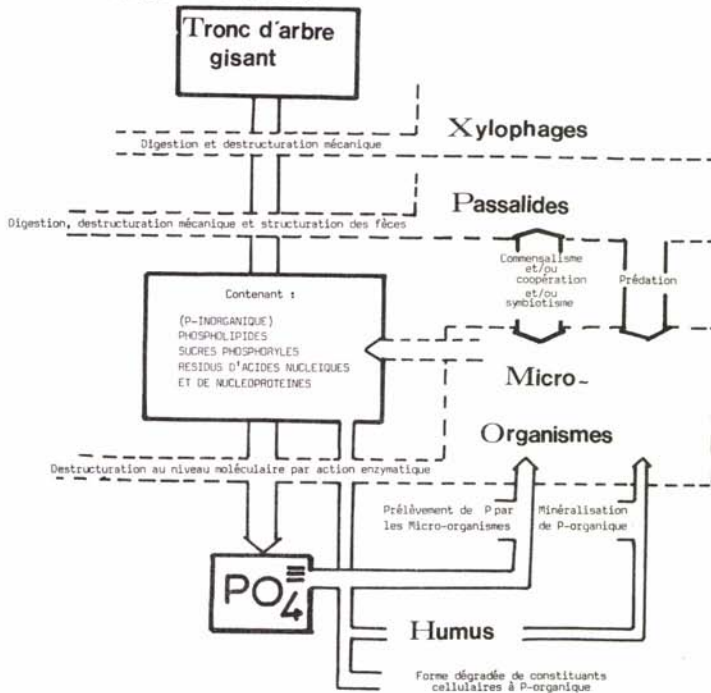 Tronc d'arbre
gisant
Xylophages
Digestion et destructuration mécanique
Passalides
Digestion, destructuration mécanique et structuration des fèces
Commensalisme
et/ou
coopération
et/ou
symbiotisme
Prédation
Contenant :
(P-INORGANIQUE)
PHOSPHOLIPIDES
SUCRES PHOSPHORYLES
RESIDUS D'ACIDES NUCLEIQUES
ET DE NUCLEOPROTEINES
Micro-
Organismes
Destructuration au niveau moléculaire par action enzymatique
Prélèvement de P par
les Micro-organismes
Minéralisation
de P-organique
PO4≡
Humus
Forme dégradée de constituants
cellulaires à P-organique